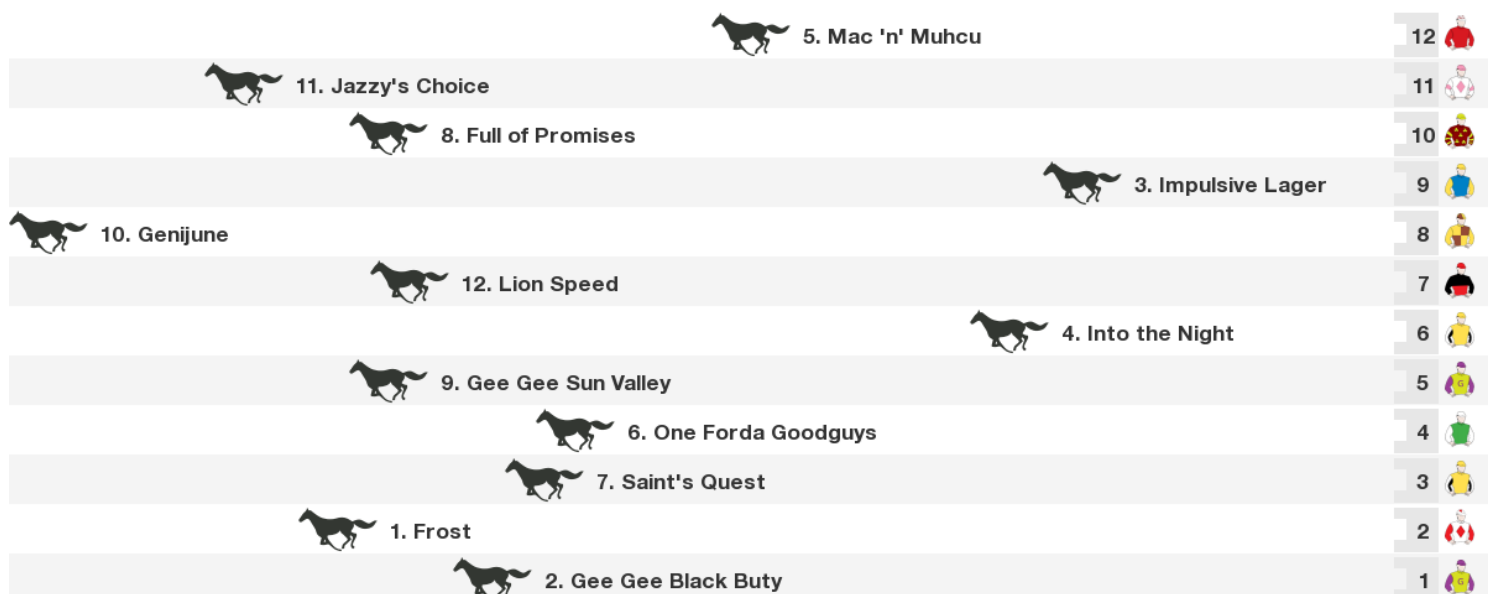 5. Mac 'n' Muhcu 12
11. Jazzy's Choice 11
8. Full of Promises 10
3. Impulsive Lager 9
10. Genijune 8
12. Lion Speed 7
4. Into the Night 6
9. Gee Gee Sun Valley 5 G
6. One Forda Goodguys 4
7. Saint's Quest 3
1. Frost 2
2. Gee Gee Black Buty 1 G